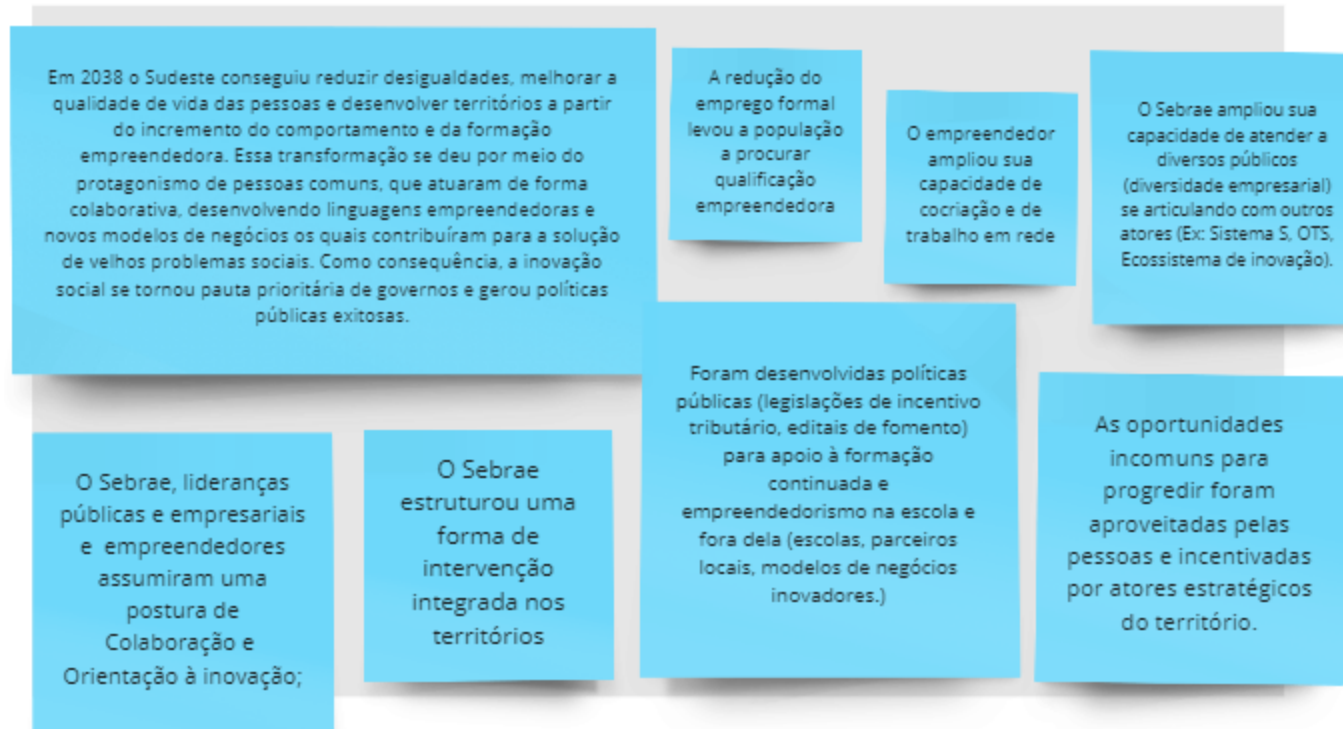 Em 2038 o Sudeste conseguiu reduzir desigualdades, melhorar a
qualidade de vida das pessoas e desenvolver territórios a partir
do incremento do comportamento e da formação
empreendedora. Essa transformação se deu por meio do
protagonismo de pessoas comuns, que atuaram de forma
colaborativa, desenvolvendo linguagens empreendedoras e
novos modelos de negócios os quais contribuíram para a solução
de velhos problemas sociais. Como consequência, a inovação
social se tornou pauta prioritária de governos e gerou políticas
públicas exitosas.
A redução do
emprego formal
levou a população
a procurar
qualificação
empreendedora
O empreendedor
ampliou sua
capacidade de
cocriação e de
trabalho em rede
O Sebrae ampliou sua
capacidade de atender a
diversos públicos
(diversidade empresarial)
se articulando com outros
atores (Ex: Sistema S, OTS,
Ecossistema de inovação).
O Sebrae, lideranças
públicas e empresariais
e empreendedores
assumiram uma
postura de
Colaboração e
Orientação à inovação;
O Sebrae
estruturou uma
forma de
intervenção
integrada nos
territórios
Foram desenvolvidas políticas
públicas (legislações de incentivo
tributário, editais de fomento)
para apoio à formação
continuada e
empreendedorismo na escola e
fora dela (escolas, parceiros
locais, modelos de negócios
inovadores.)
As oportunidades
incomuns para
progredir foram
aproveitadas pelas
pessoas e incentivadas
por atores estratégicos
do território.